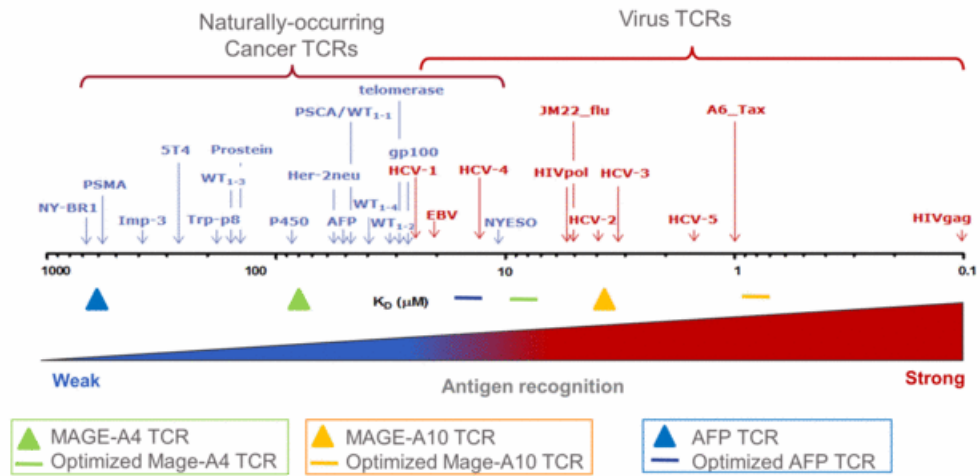 Naturally-occurring
Cancer TCRs
Virus TCRs
telomerase
PSCA/WT1-1
JM22_flu
A6_Tax
5T4
Prostein
gp100
PSMA
WT1-3
Her-2neu
HCV-1
HCV-4
HIVpol
HCV-3
NY-BR1
Imp-3
Trp-p8
P450
AFP
WT1-4
WT1-2
EBV
NYESO
HCV-2
HCV-5
HIVgag
1000
100
10
1
0.1
KD (µM)
Weak
Antigen recognition
Strong
MAGE-A4 TCR
Optimized Mage-A4 TCR
MAGE-A10 TCR
Optimized Mage-A10 TCR
AFP TCR
Optimized AFP TCR